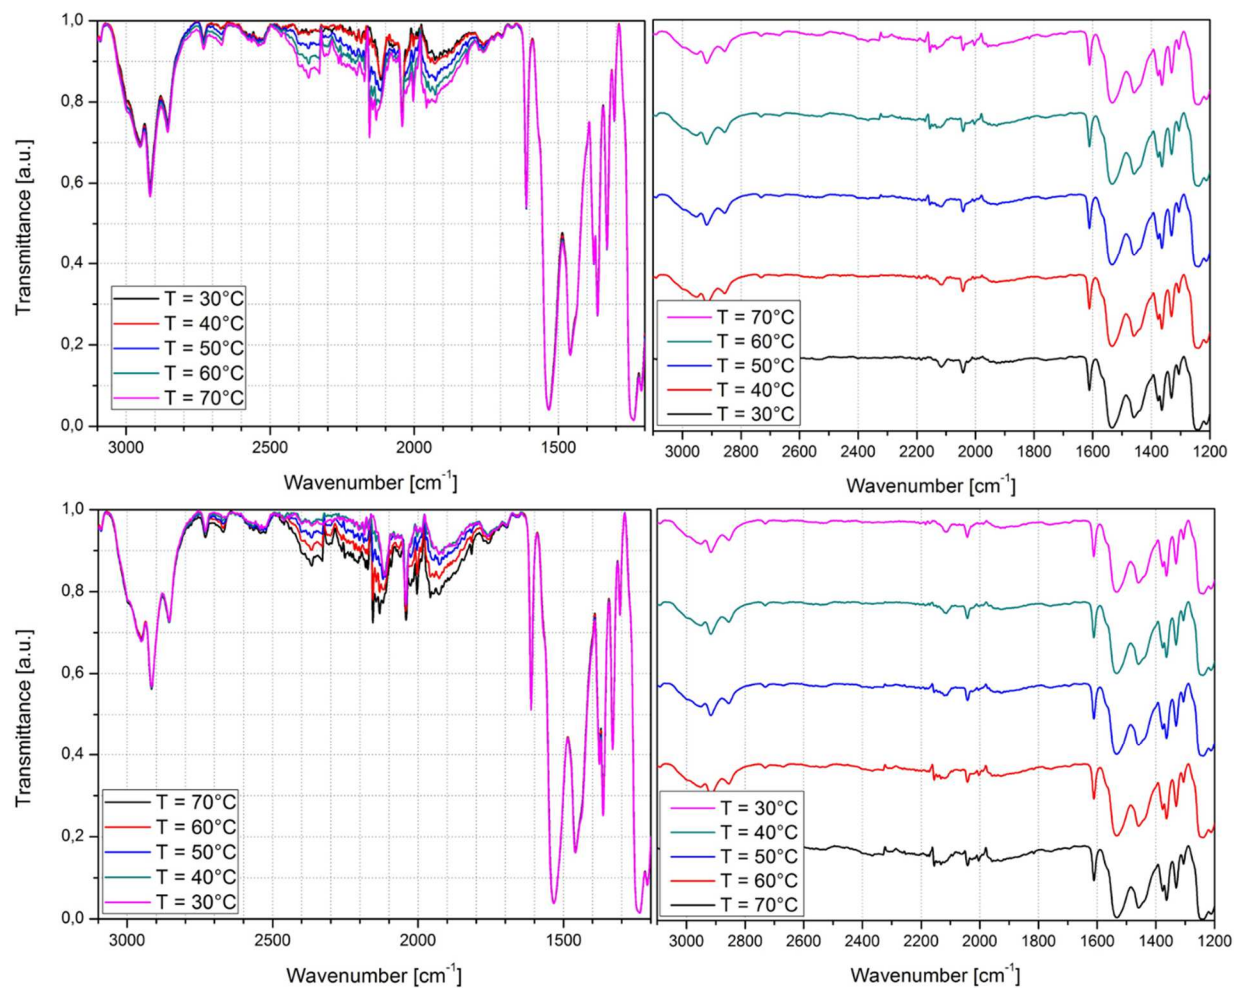 Transmittance [a.u.]
1,0
0,8
0,6
0,4
0,2
0,0
T = 30°C
T = 40°C
T = 50°C
T = 60°C
T = 70°C
3000 2500 2000 1500
Wavenumber [cm-1]
T = 70°C
T = 60°C
T = 50°C
T = 40°C
T = 30°C
3000 2800 2600 2400 2200 2000 1800 1600 1400 1200
Wavenumber [cm-1]
Transmittance [a.u.]
1,0
0,8
0,6
0,4
0,2
0,0
T = 70°C
T = 60°C
T = 50°C
T = 40°C
T = 30°C
3000 2500 2000 1500
Wavenumber [cm-1]
T = 30°C
T = 40°C
T = 50°C
T = 60°C
T = 70°C
3000 2800 2600 2400 2200 2000 1800 1600 1400 1200
Wavenumber [cm-1]